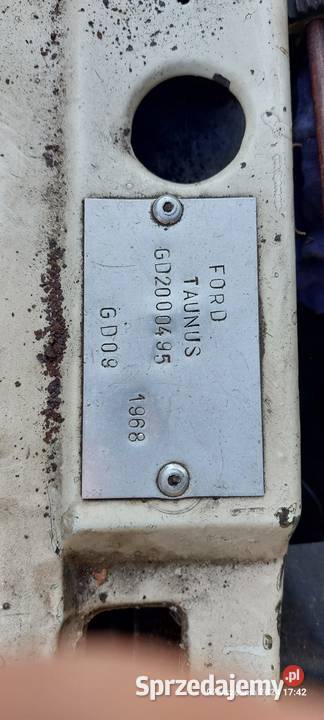 FORD
TAUNUS
GD2000495
GD09 1968
17:42
Sprzedajemy.pl